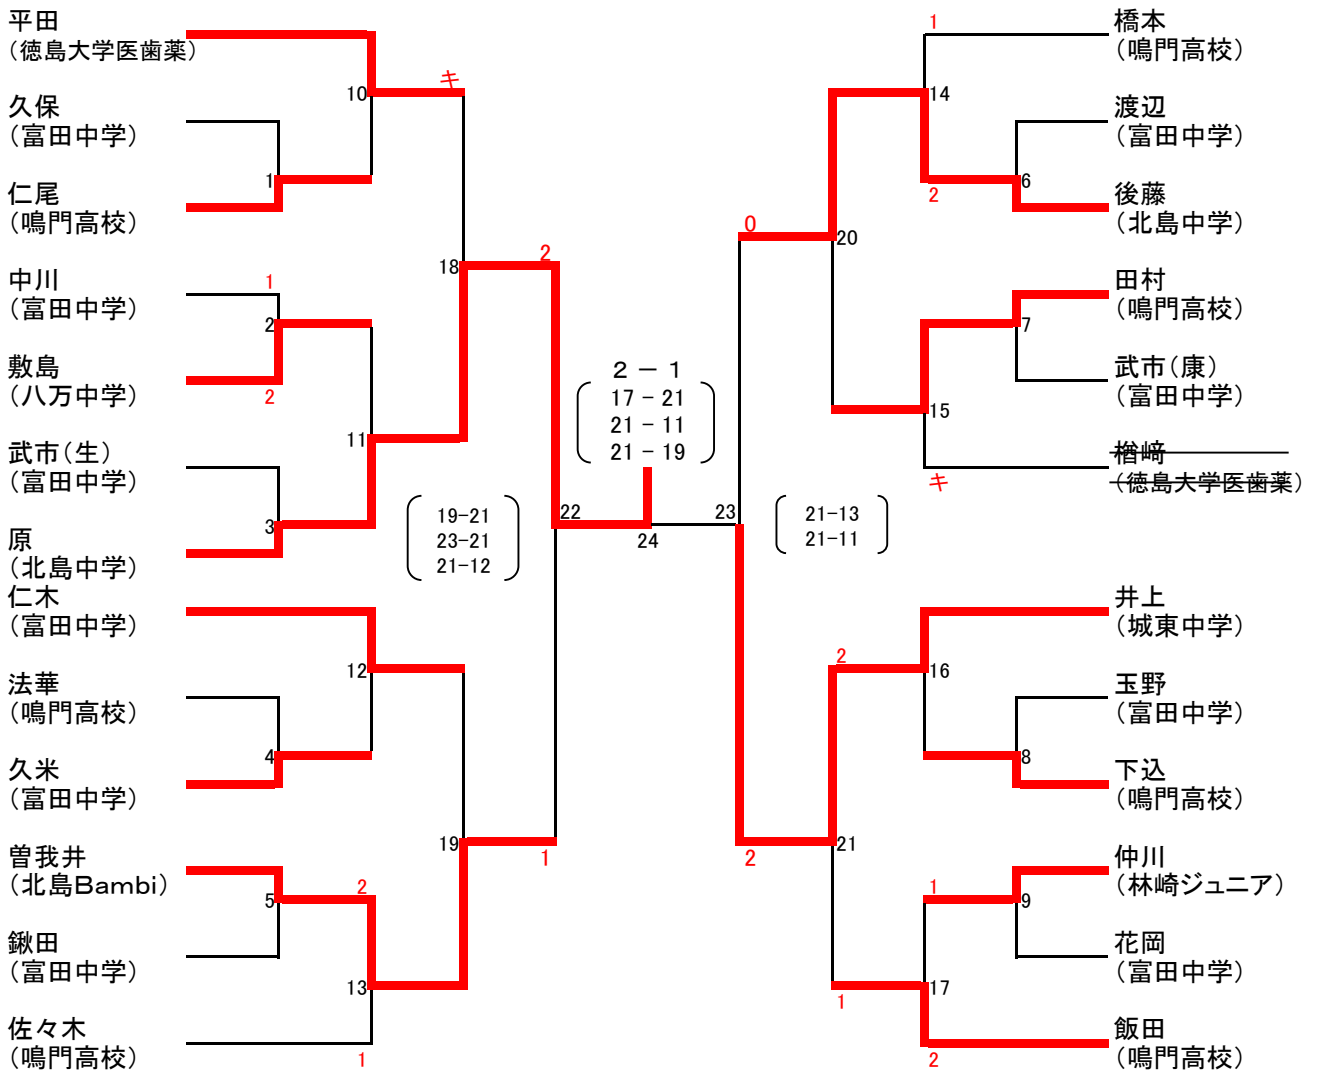 平田
（徳島大学医歯薬）
久保
（富田中学）
仁尾
（鳴門高校）
中川
（富田中学）
敷島
（八万中学）
武市（生）
（富田中学）
原
（北島中学）
仁木
（富田中学）
法華
（鳴門高校）
久米
（富田中学）
曽我井
（北島Bambi）
鍬田
（富田中学）
佐々木
（鳴門高校）
1
1
2
2
3
4
5
10
キ
11
12
2
13
1
18
19
2
1
19-21
23-21
21-12
22
2 － 1
17 - 21
21 - 11
21 - 19
24
23
21-13
21-11
0
2
20
21
2
1
1
14
2
15
キ
16
1
17
2
6
7
8
9
橋本
（鳴門高校）
渡辺
（富田中学）
後藤
（北島中学）
田村
（鳴門高校）
武市（康）
（富田中学）
楢﨑
（徳島大学医歯薬）
井上
（城東中学）
玉野
（富田中学）
下込
（鳴門高校）
仲川
（林崎ジュニア）
花岡
（富田中学）
飯田
（鳴門高校）